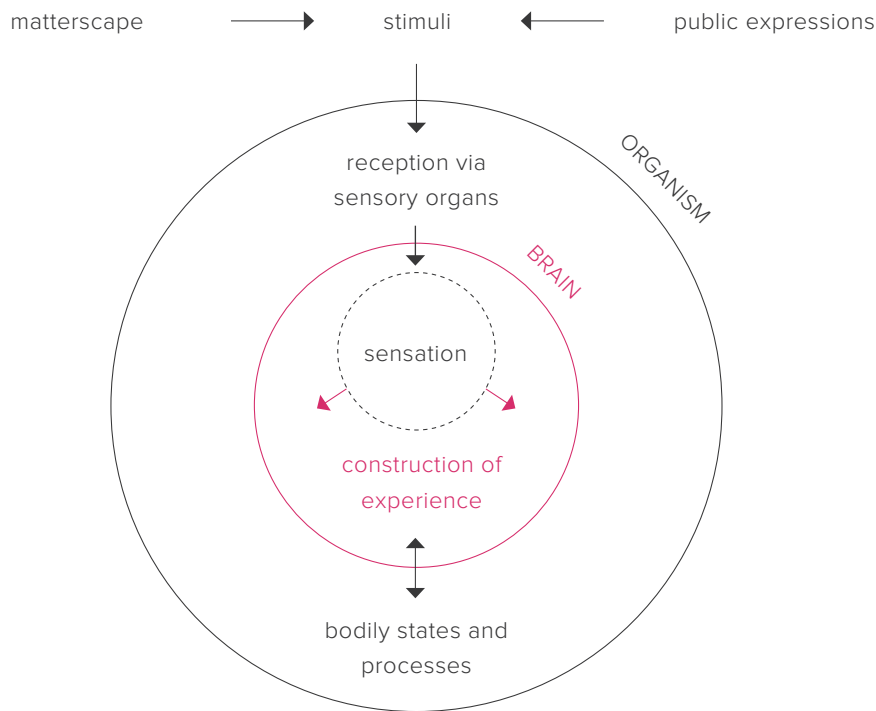 matterscape
stimuli
public expressions
ORGANISM
reception via
sensory organs
BRAIN
sensation
construction of
experience
bodily states and
processes